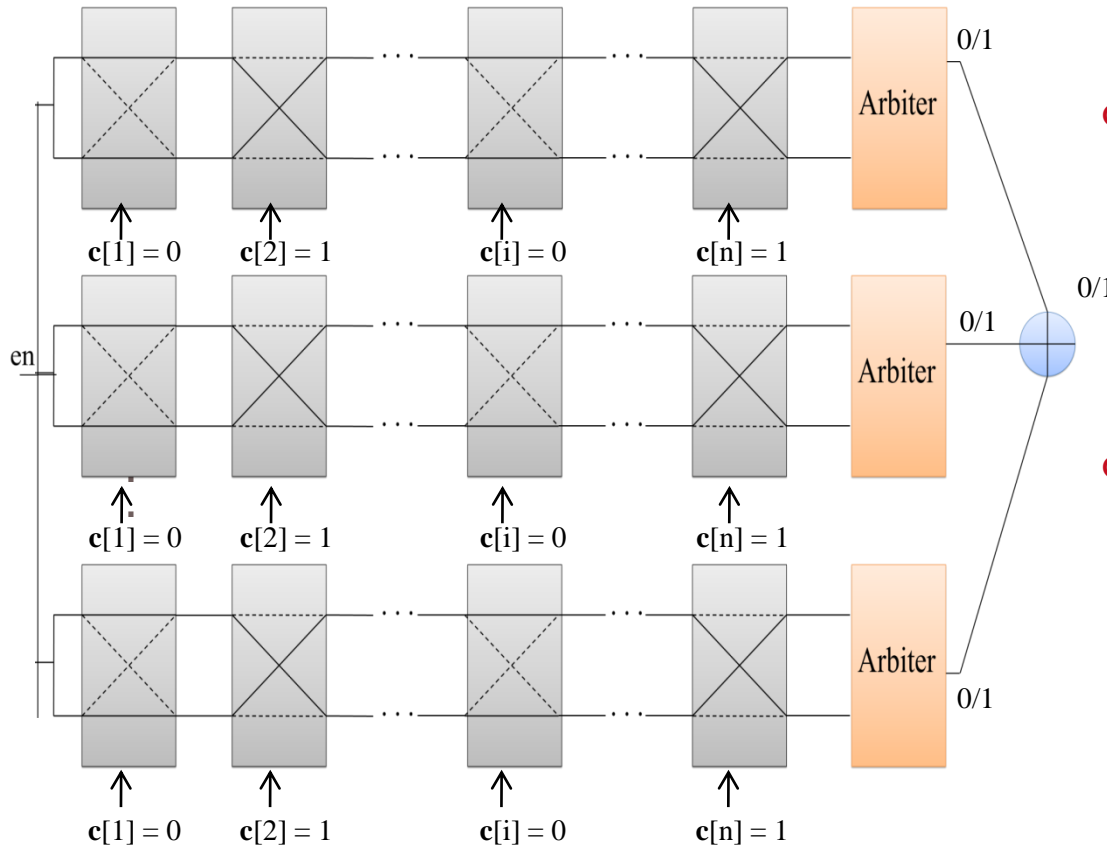 0/1
Arbiter
c[1] = 0 c[2] = 1 c[i] = 0 c[n] = 1
0/1
0/1
en
Arbiter
c[1] = 0 c[2] = 1 c[i] = 0 c[n] = 1
Arbiter
0/1
c[1] = 0 c[2] = 1 c[i] = 0 c[n] = 1